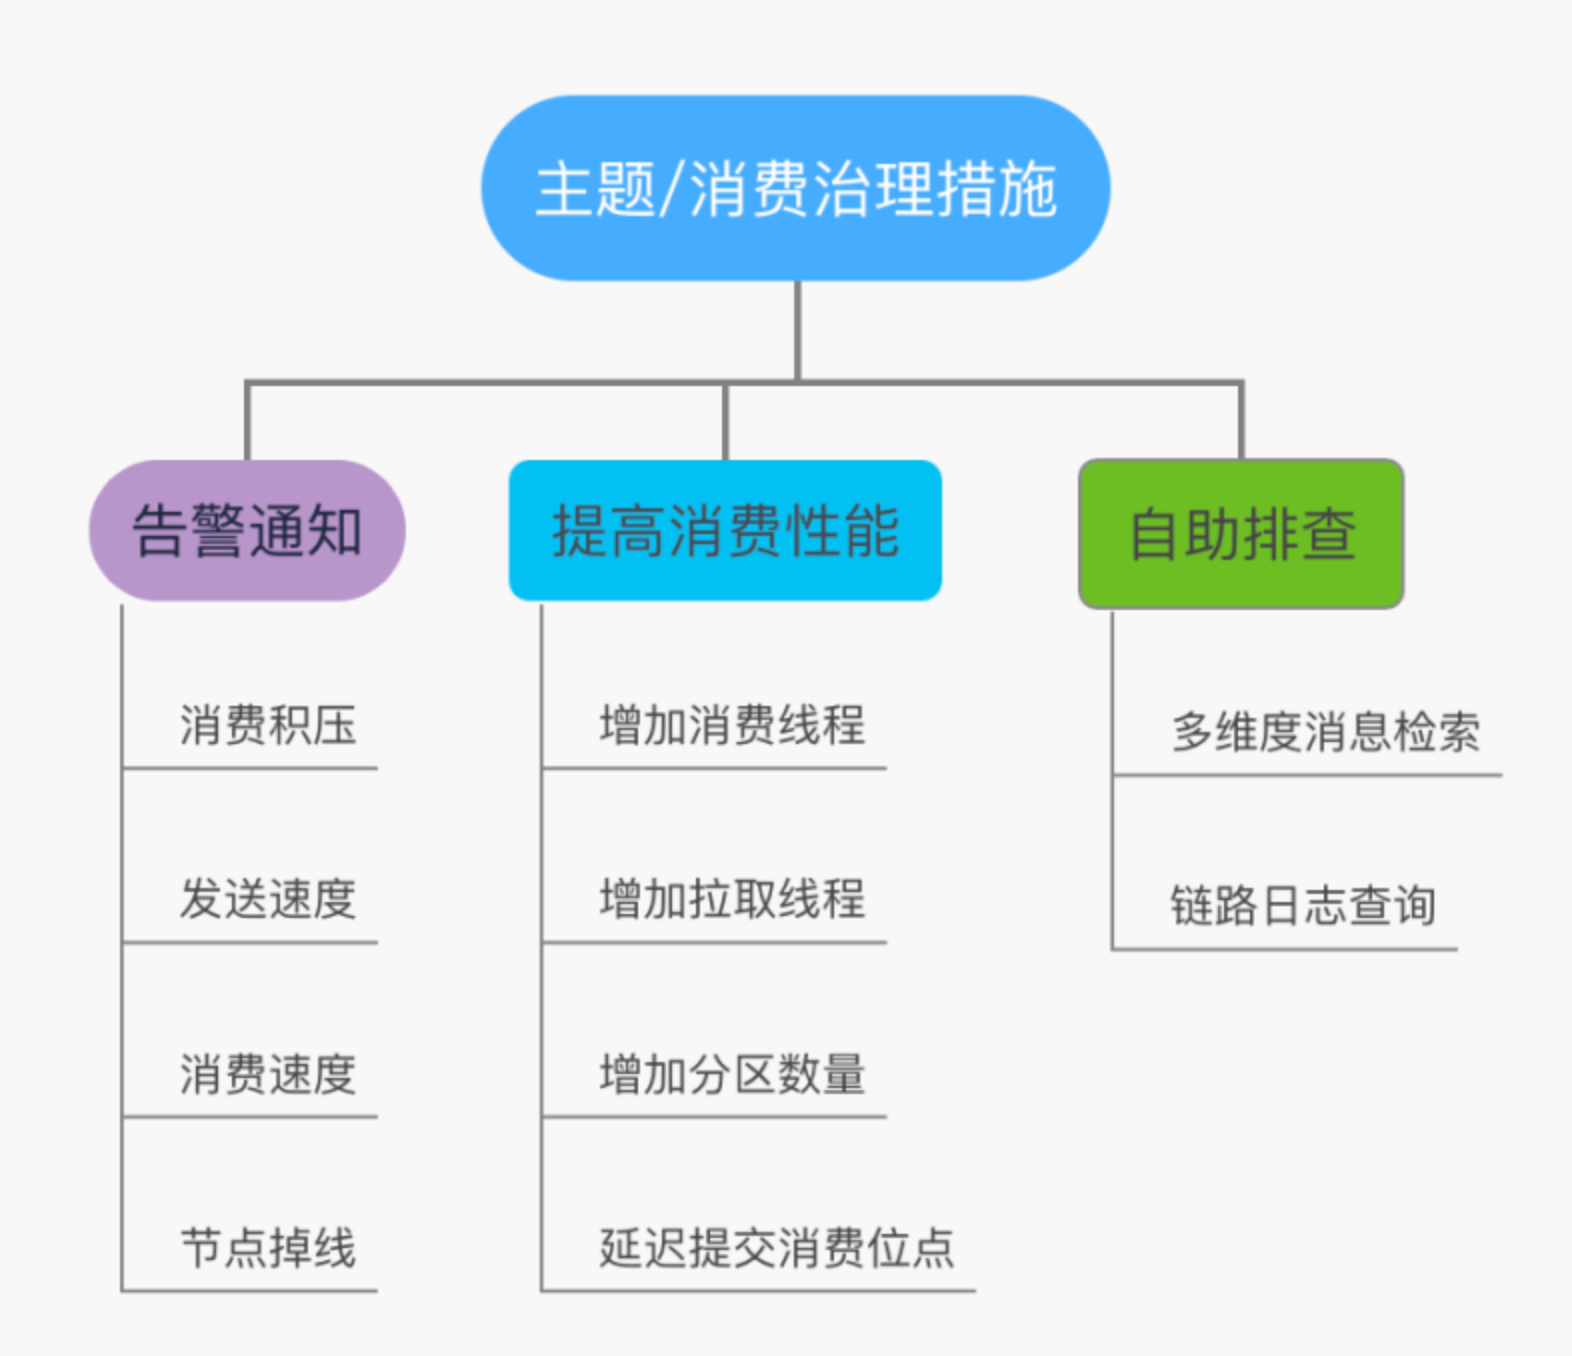 主题/消费治理措施
告警通知
消费积压
发送速度
消费速度
节点掉线
提高消费性能
增加消费线程
增加拉取线程
增加分区数量
延迟提交消费位点
自助排查
多维度消息检索
链路日志查询